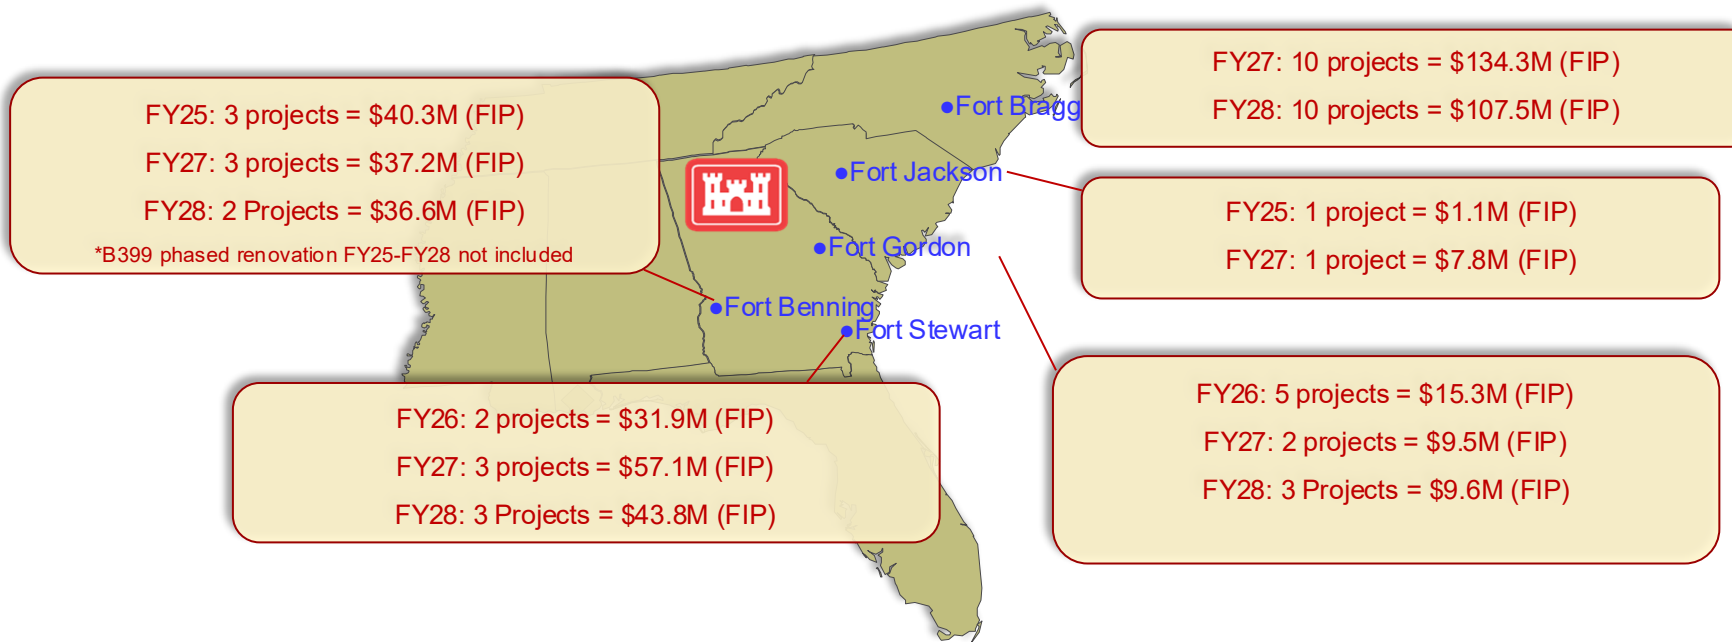 FY25: 3 projects = $40.3M (FIP)
FY27: 3 projects = $37.2M (FIP)
FY28: 2 Projects = $36.6M (FIP)
*B399 phased renovation FY25-FY28 not included
FY27: 10 projects = $134.3M (FIP)
FY28: 10 projects = $107.5M (FIP)
Fort Bragg
Fort Jackson
FY25: 1 project = $1.1M (FIP)
FY27: 1 project = $7.8M (FIP)
Fort Gordon
Fort Benning
Fort Stewart
FY26: 2 projects = $31.9M (FIP)
FY27: 3 projects = $57.1M (FIP)
FY28: 3 Projects = $43.8M (FIP)
FY26: 5 projects = $15.3M (FIP)
FY27: 2 projects = $9.5M (FIP)
FY28: 3 Projects = $9.6M (FIP)